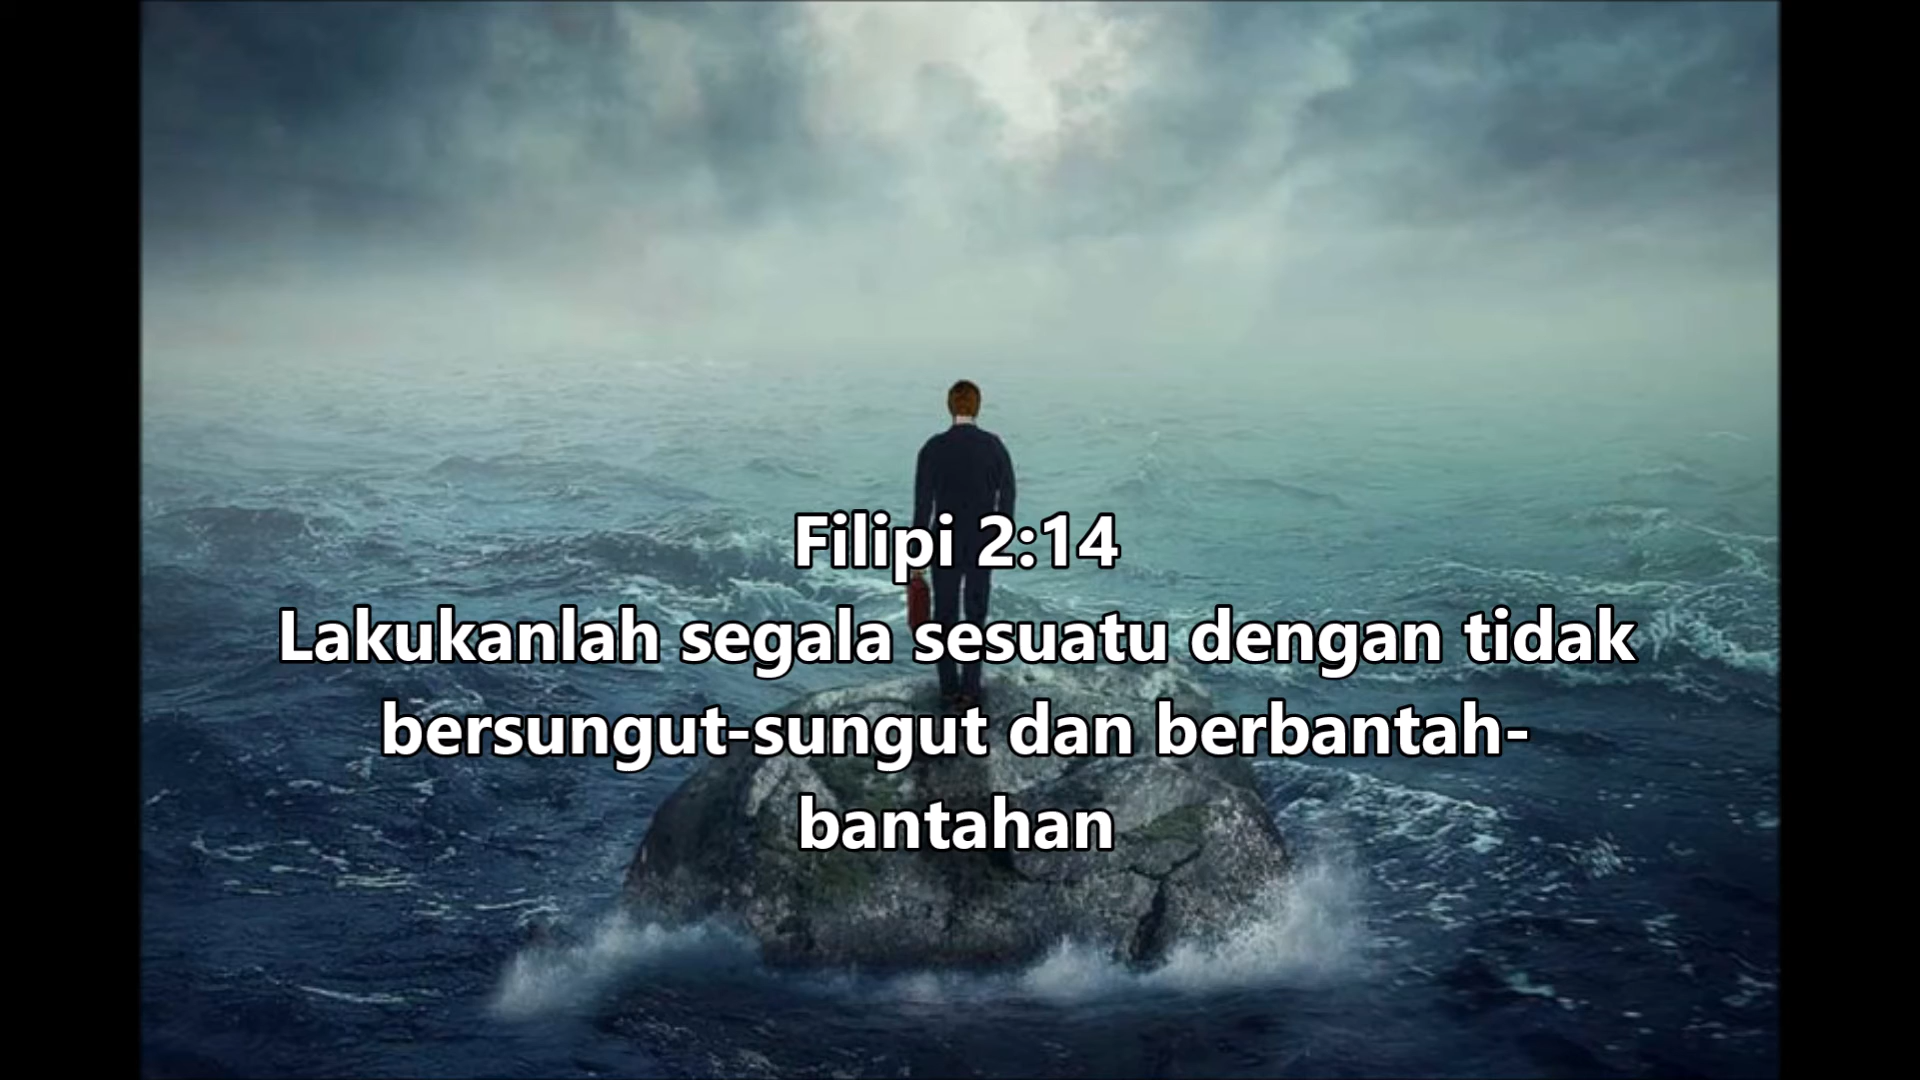 Filipi 2:14
Lakukanlah segala sesuatu dengan tidak
bersungut-sungut dan berbantah-
bantahan